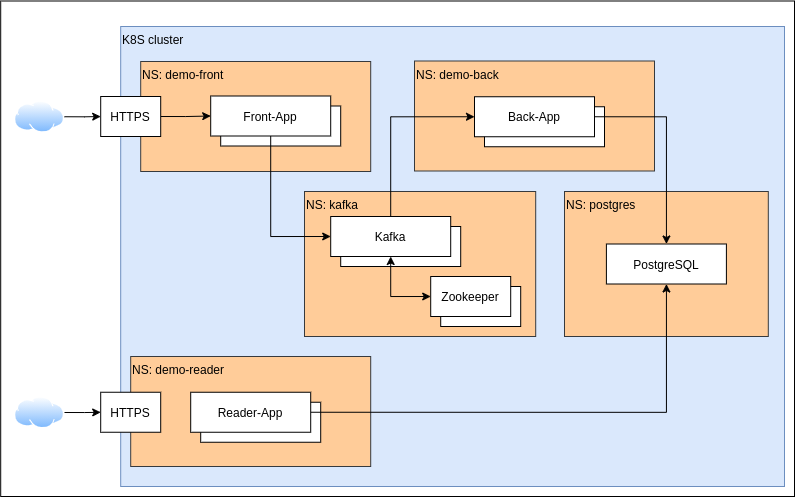 K8S cluster
NS: demo-front
NS: demo-back
HTTPS
Front-App
Back-App
NS: kafka
NS: postgres
Kafka
PostgreSQL
Zookeeper
NS: demo-reader
HTTPS
Reader-App